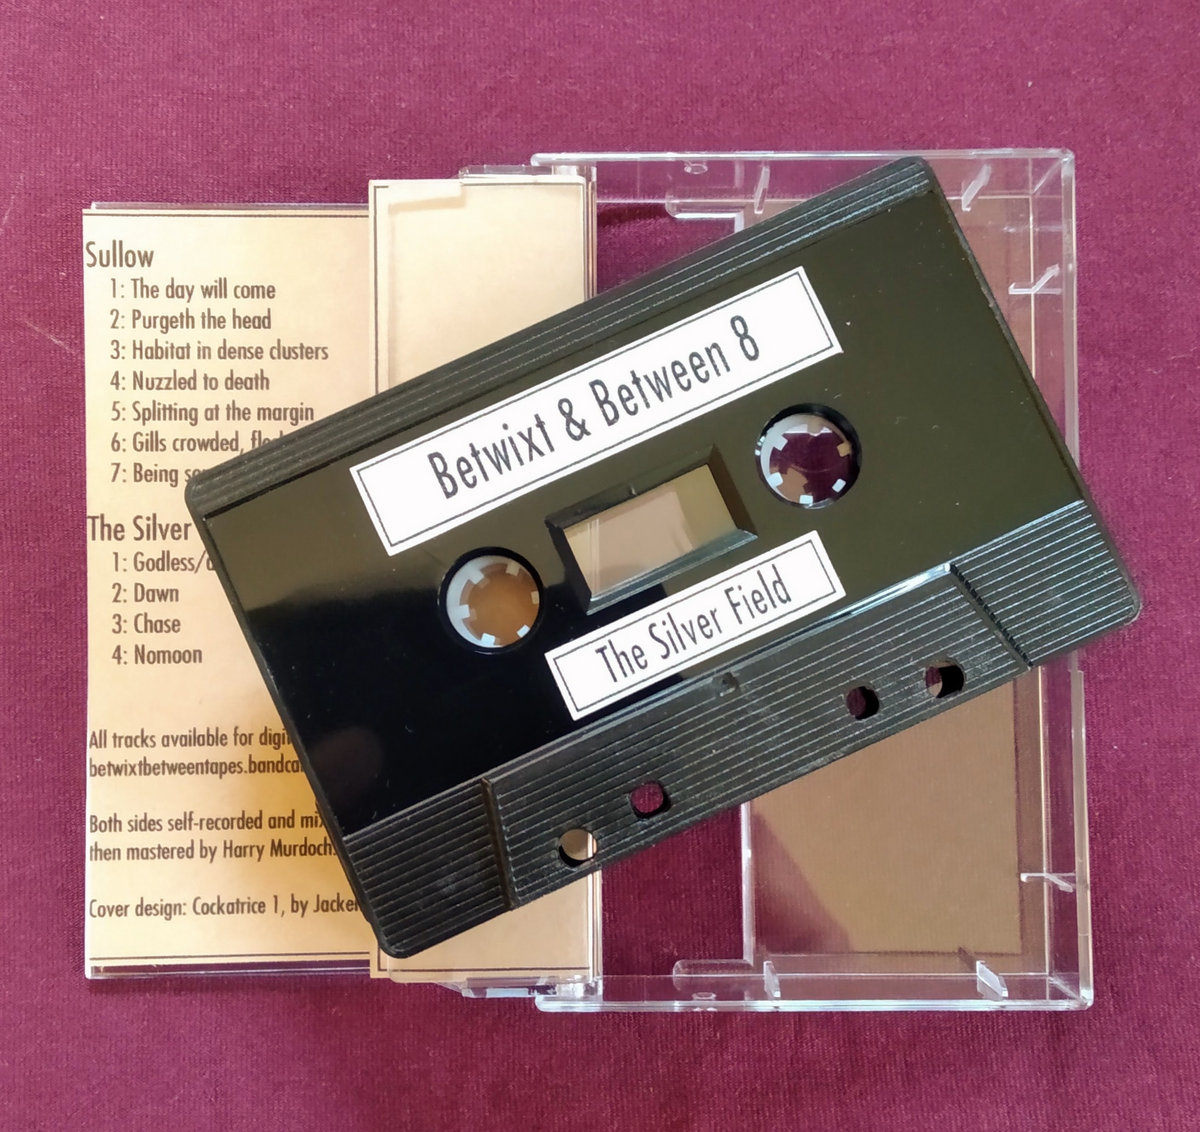 Sullow
1: The day will come
2: Purgeth the head
3: Habitat in dense clusters
4: Nuzzled to death
5: Splitting at the margin
6: Gills crowded,
7: Being
The Silver
1: Godless/
2: Dawn
3: Chase
4: Nomoon
All tracks available for
betwixtbetweentapes.
Both sides self-recorded and
then mastered by Harry Murdoch.
Cover design: Cockatrice 1, by
Betwixt & Between 8
The Silver Field